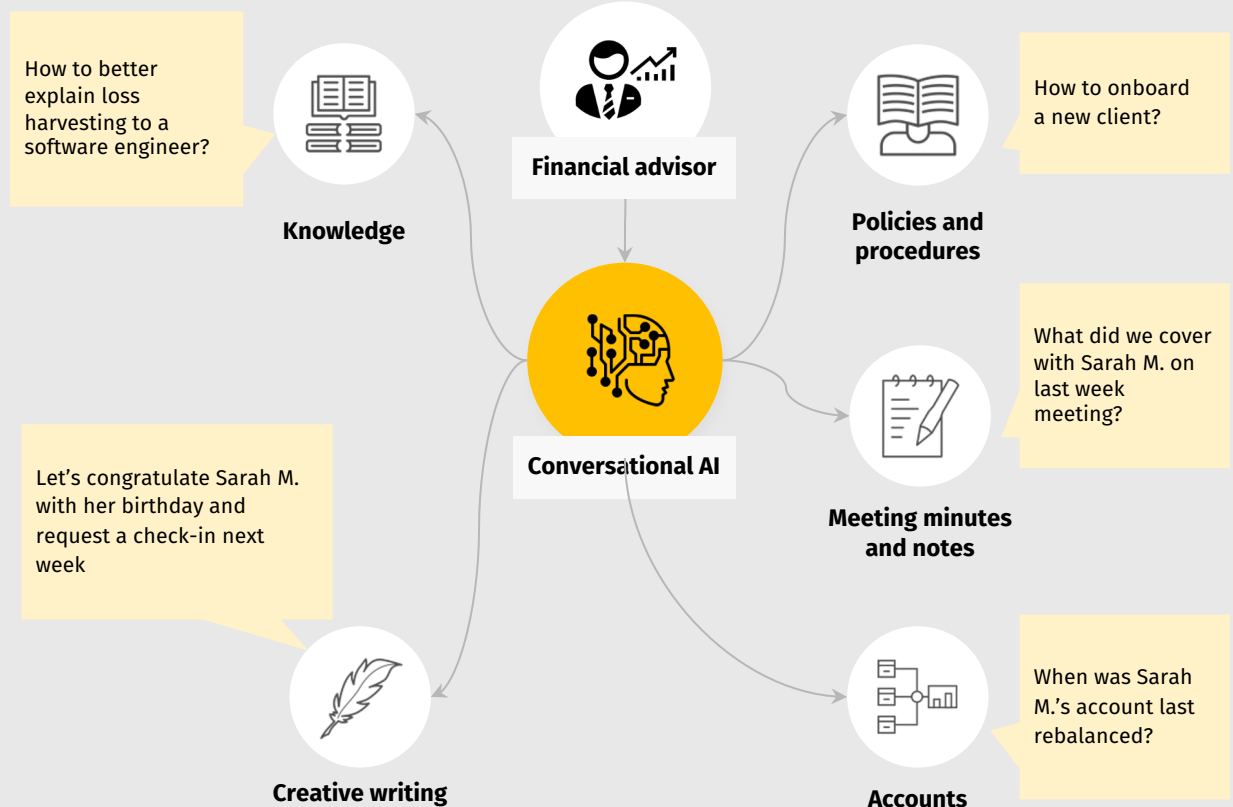 How to better
explain loss
harvesting to a
software engineer?
Knowledge
Financial advisor
How to onboard
a new client?
Policies and
procedures
Conversational AI
What did we cover
with Sarah M. on
last week
meeting?
Meeting minutes
and notes
Let’s congratulate Sarah M.
with her birthday and
request a check-in next
week
Creative writing
When was Sarah
M.’s account last
rebalanced?
Accounts